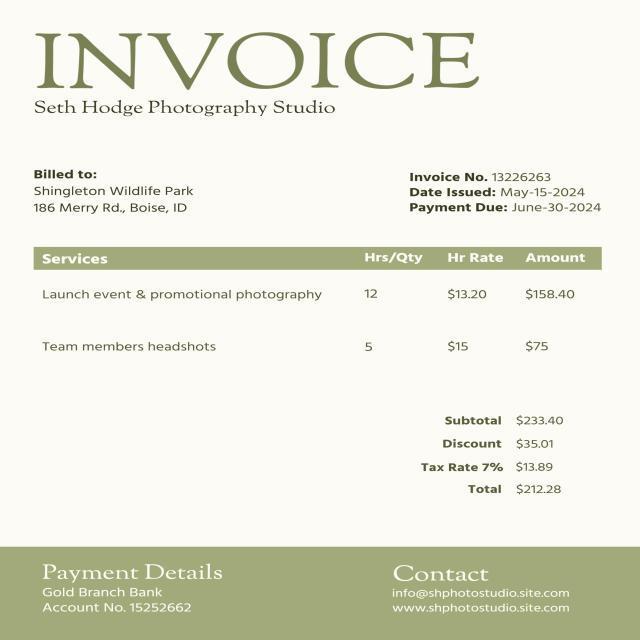 INVOICE
Seth Hodge Photography Studio
Billed to:
Shingleton Wildlife Park
186 Merry Rd., Boise, ID
Invoice No. 13226263
Date Issued: May-15-2024
Payment Due: June-30-2024
Services Hrs/Qty Hr Rate Amount
Launch event & promotional photography 12 $13.20 $158.40
Team members headshots 5 $15 $75
Subtotal $233.40
Discount $35.01
Tax Rate 7% $13.89
Total $212.28
Payment Details
Gold Branch Bank
Account No. 15252662
Contact
info@shphotostudio.site.com
www.shphotostudio.site.com